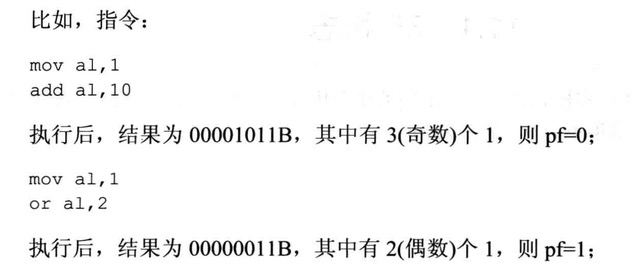 比如，指令：
mov al,1
add al,10
执行后，结果为 00001011B，其中有 3(奇数)个 1，则 pf=0；
mov al,1
or al,2
执行后，结果为 00000011B，其中有 2(偶数)个 1，则 pf=1；